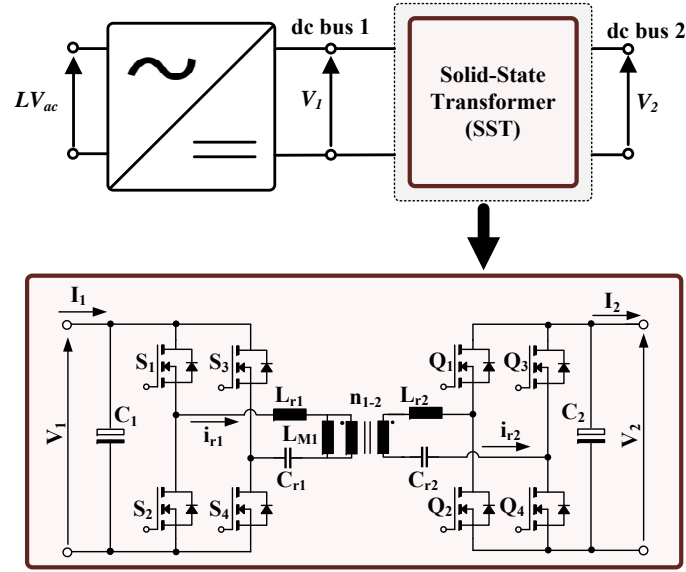 dc bus 1
dc bus 2
LVac
V1
Solid-State
Transformer
(SST)
V2
I1
I2
S1
S3
Q1
Q3
Lr1
n1-2
Lr2
V1
C1
ir1
LM1
Cr1
Cr2
ir2
C2
V2
S2
S4
Q2
Q4